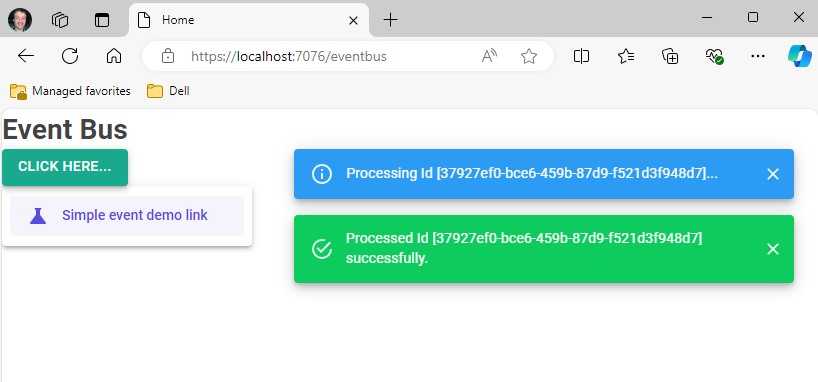 Home
https://localhost:7076/eventbus
Managed favorites
Dell
Event Bus
CLICK HERE...
Simple event demo link
Processing Id [37927ef0-bce6-459b-87d9-f521d3f948d7]...
Processed Id [37927ef0-bce6-459b-87d9-f521d3f948d7]
successfully.